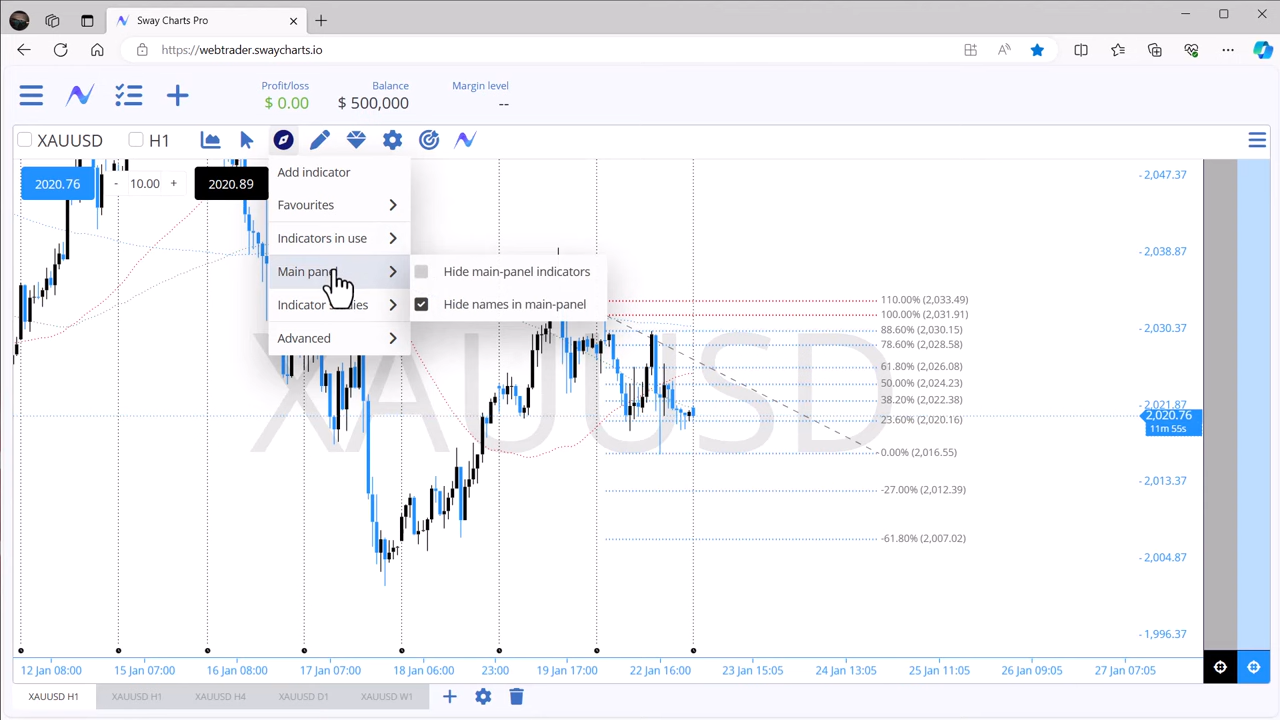 Sway Charts Pro
https://webtrader.swaycharts.io
Profit/loss
$ 0.00
Balance
$ 500,000
Margin level
--
XAUUSD
H1
2020.76
- 10.00 +
2020.89
Add indicator
Favourites
Indicators in use
Main panel
Advanced
Hide main-panel indicators
Hide names in main-panel
XAUUSD
110.00% (2,033.49)
100.00% (2,031.91)
88.60% (2,030.15)
78.60% (2,028.58)
61.80% (2,026.08)
50.00% (2,024.23)
38.20% (2,022.38)
23.60% (2,020.16)
0.00% (2,016.55)
-27.00% (2,012.39)
-61.80% (2,007.02)
2,047.37
2,038.87
2,030.37
2,021.87
2,020.76
11m 55s
2,013.37
2,004.87
1,996.37
12 Jan 08:00
15 Jan 07:00
16 Jan 08:00
17 Jan 07:00
18 Jan 06:00
23:00
19 Jan 17:00
22 Jan 16:00
23 Jan 15:05
24 Jan 13:05
25 Jan 11:05
26 Jan 09:05
27 Jan 07:05
XAUUSD H1
XAUUSD H1
XAUUSD H4
XAUUSD D1
XAUUSD W1